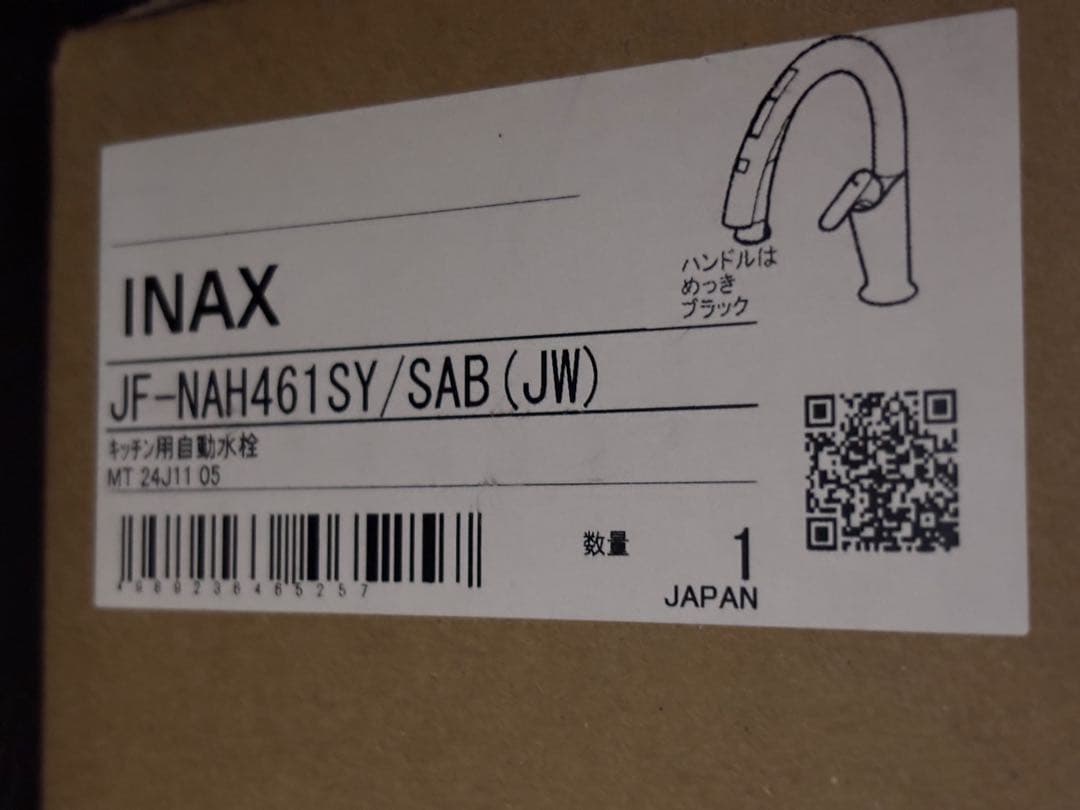 ハンドルは
めっき
ブラック
INAX
JF-NAH461SY/SAB(JW)
キッチン用自動水栓
MT 24J11 05
数量 1
JAPAN